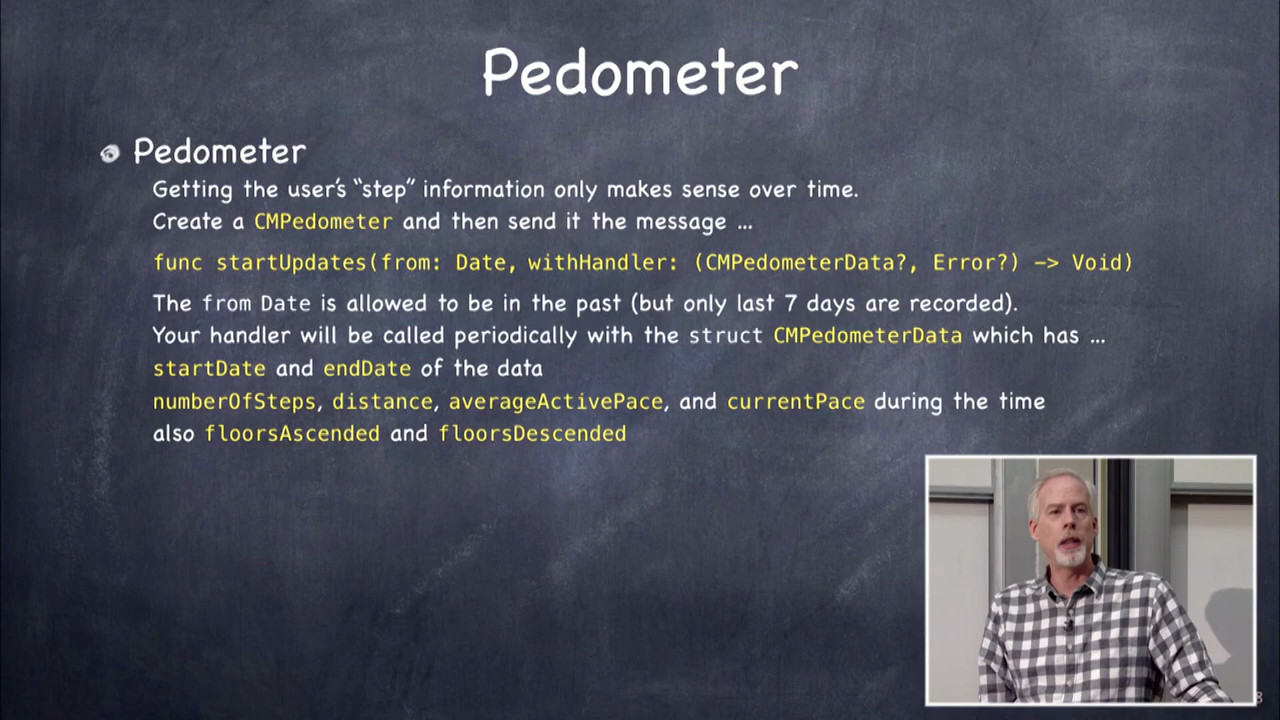 Pedometer
Pedometer
Getting the user's “step” information only makes sense over time.
Create a CMPedometer and then send it the message ...
func startUpdates(from: Date, withHandler: (CMPedometerData?, Error?) -> Void)
The from Date is allowed to be in the past (but only last 7 days are recorded).
Your handler will be called periodically with the struct CMPedometerData which has ...
startDate and endDate of the data
numberOfSteps, distance, averageActivePace, and currentPace during the time
also floorsAscended and floorsDescended